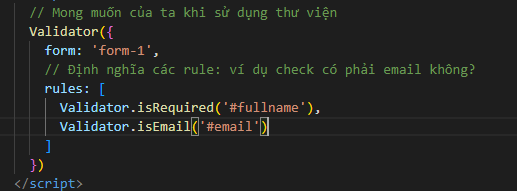 // Mong muốn của ta khi sử dụng thư viện
Validator({
form: 'form-1',
// Định nghĩa các rule: ví dụ check có phải email không?
rules: [
Validator.isRequired('#fullname'),
Validator.isEmail('#email')
]
})
</script>